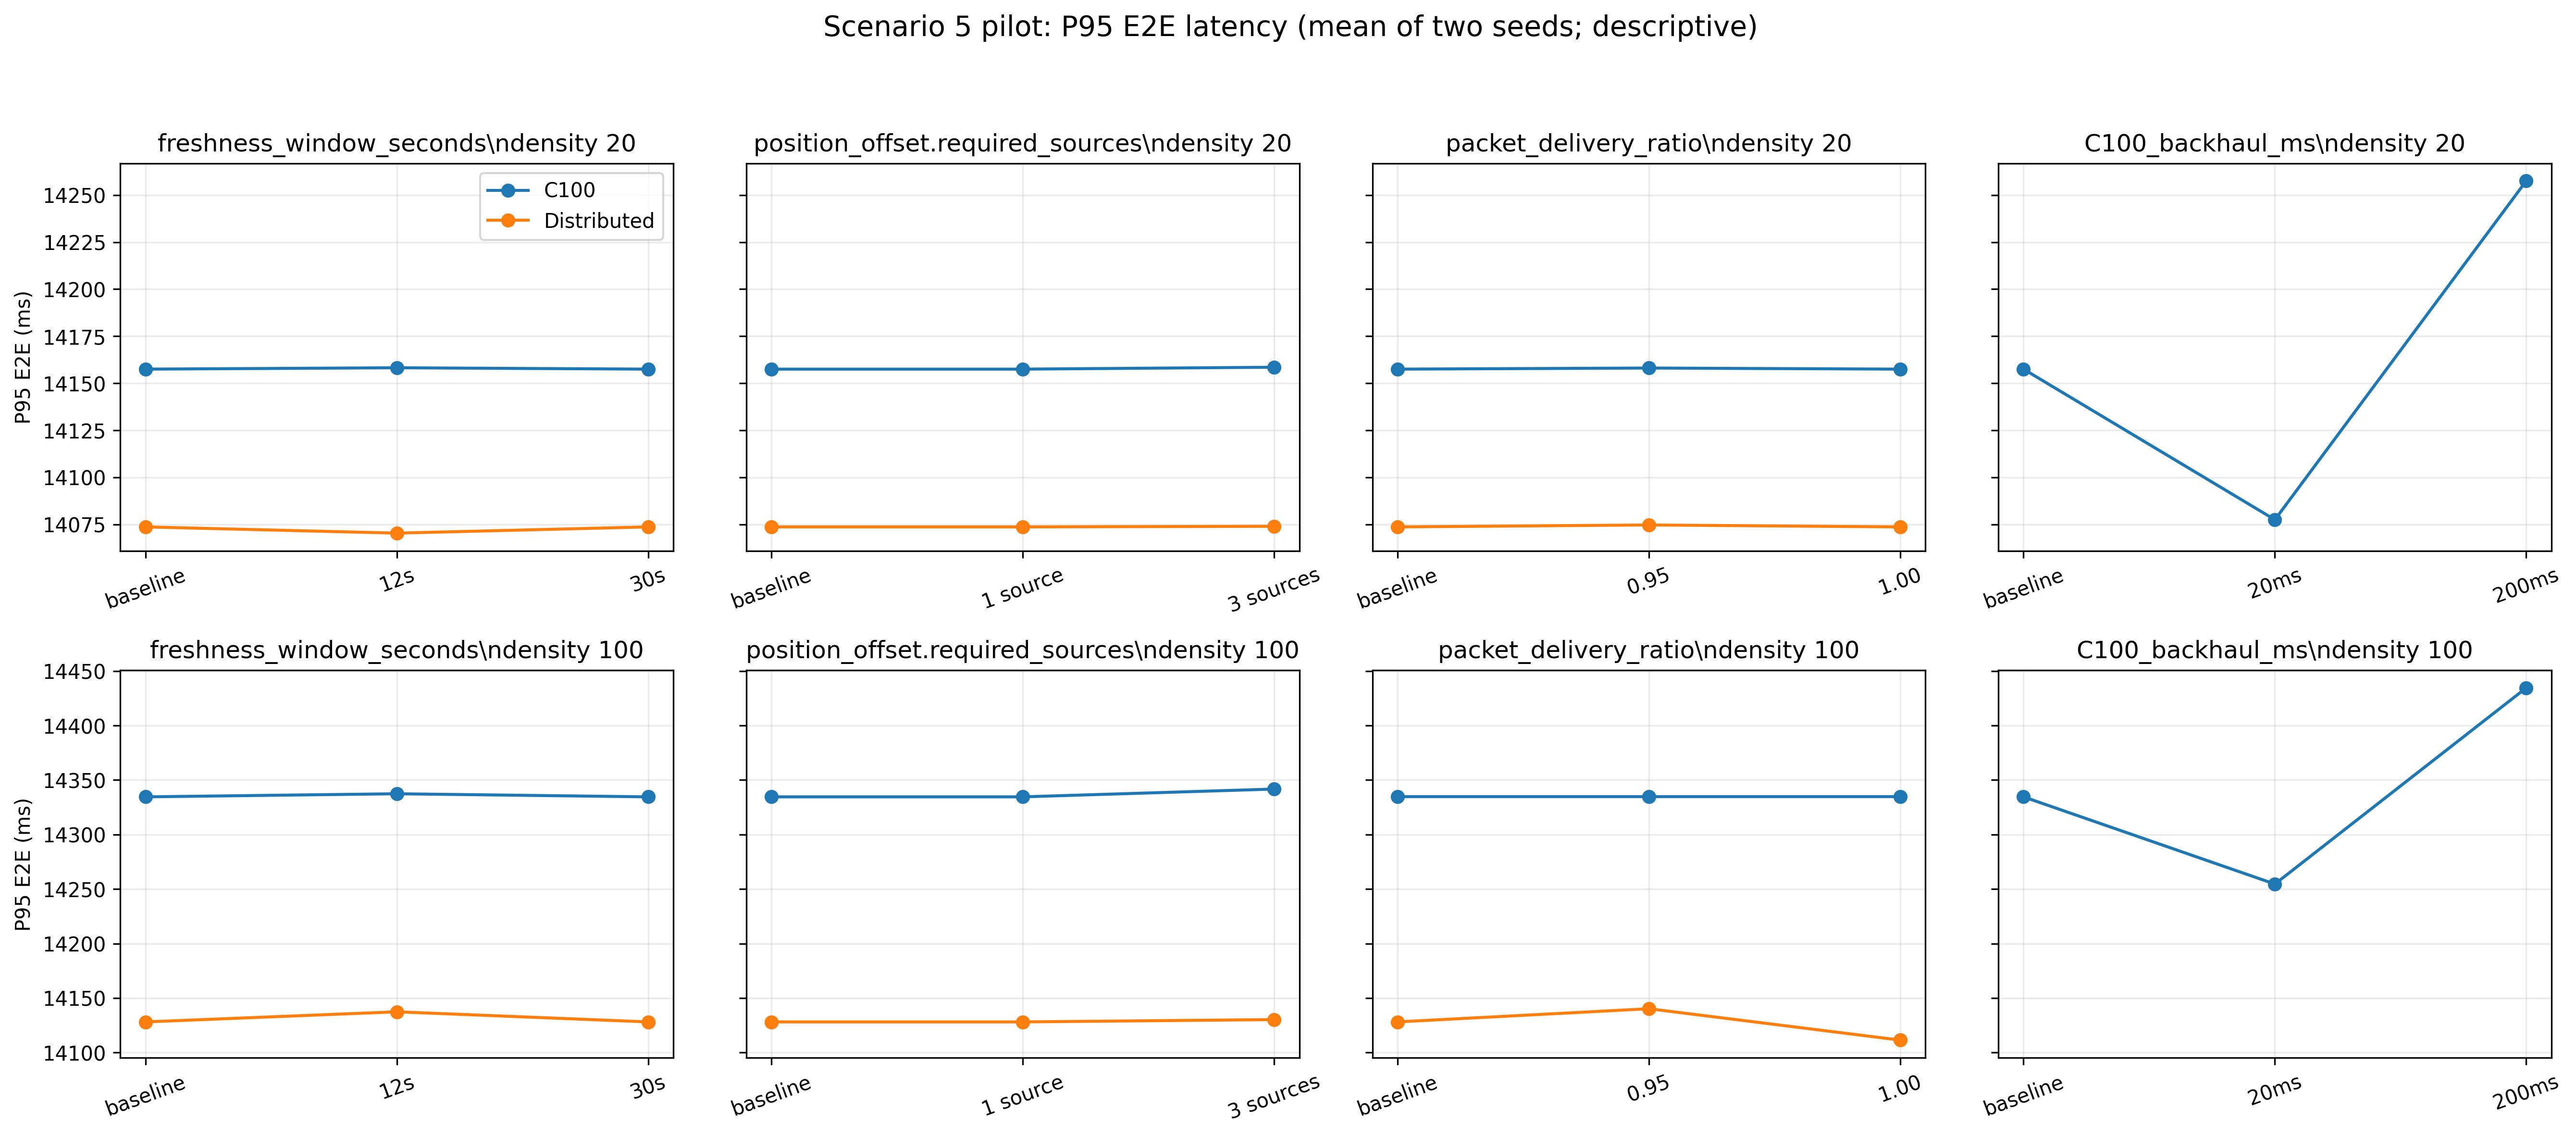 Scenario 5 pilot: P95 E2E latency (mean of two seeds; descriptive)
freshness_window_seconds\ndensity 20
position_offset.required_sources\ndensity 20
packet_delivery_ratio\ndensity 20
C100_backhaul_ms\ndensity 20
C100
Distributed
P95 E2E (ms)
14250
14225
14200
14175
14150
14125
14100
14075
baseline
12s
30s
baseline
1 source
3 sources
baseline
0.95
1.00
baseline
20ms
200ms
freshness_window_seconds\ndensity 100
position_offset.required_sources\ndensity 100
packet_delivery_ratio\ndensity 100
C100_backhaul_ms\ndensity 100
P95 E2E (ms)
14450
14400
14350
14300
14250
14200
14150
14100
baseline
12s
30s
baseline
1 source
3 sources
baseline
0.95
1.00
baseline
20ms
200ms